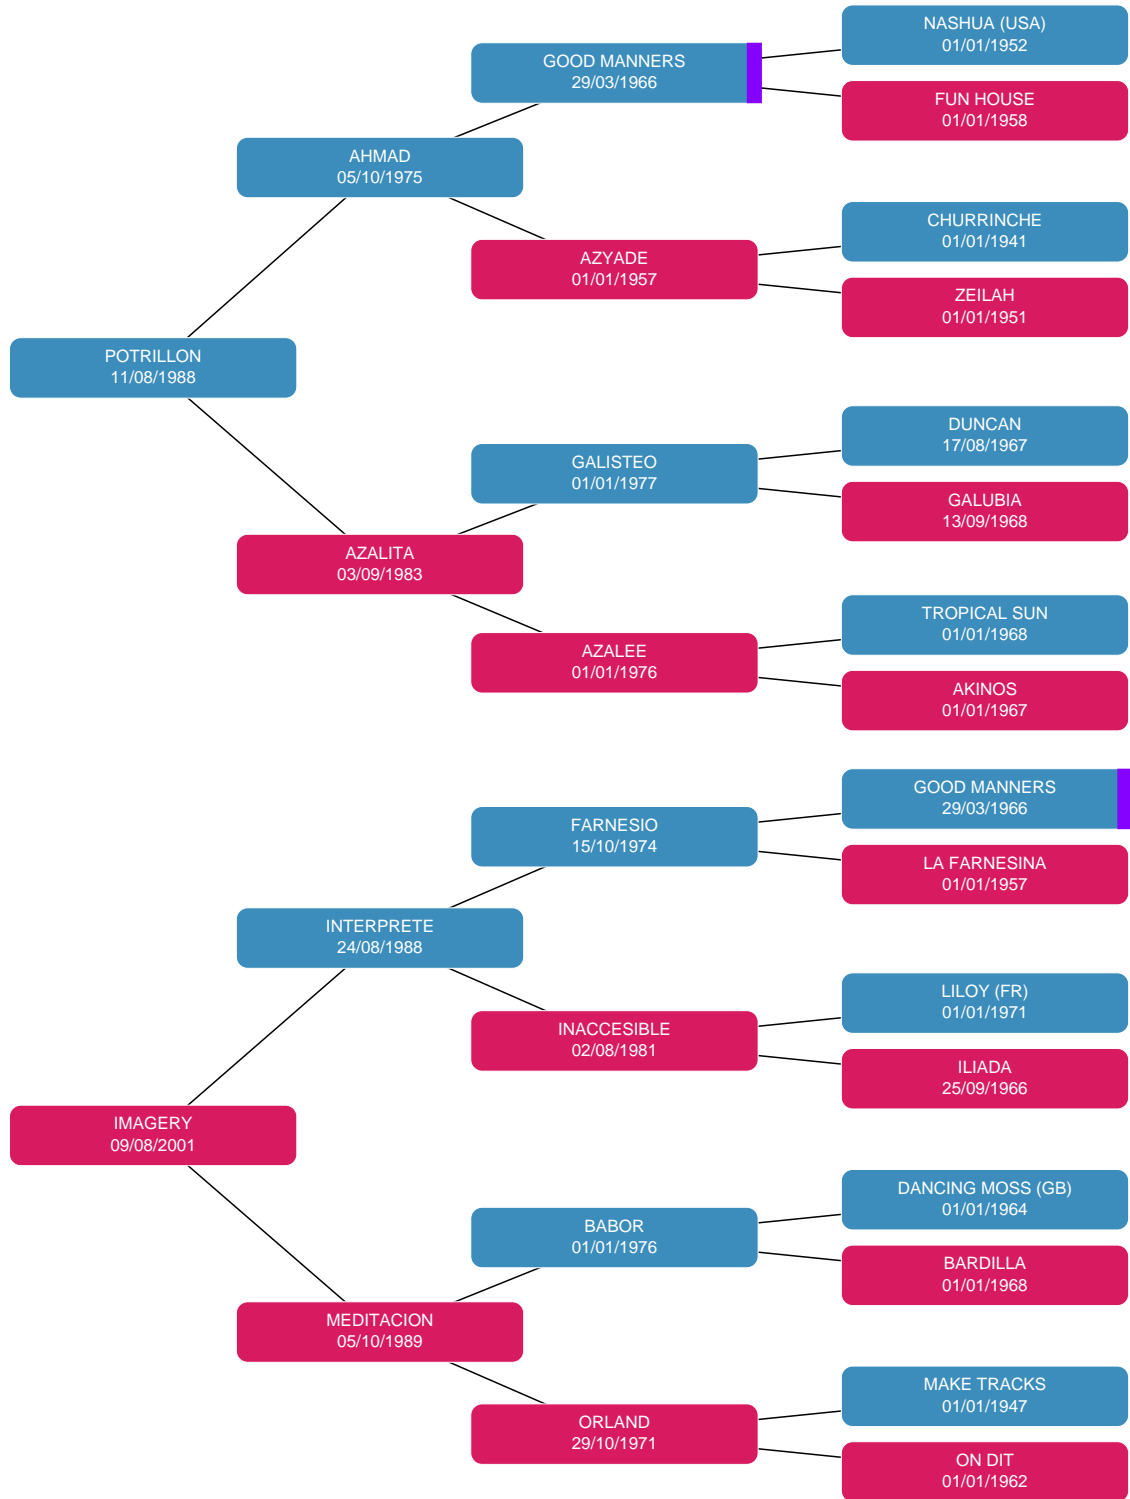 NASHUA (USA)
01/01/1952
GOOD MANNERS
29/03/1966
FUN HOUSE
01/01/1958
AHMAD
05/10/1975
CHURRINCHE
01/01/1941
AZYADE
01/01/1957
ZEILAH
01/01/1951
POTRILLON
11/08/1988
DUNCAN
17/08/1967
GALISTEO
01/01/1977
GALUBIA
13/09/1968
AZALITA
03/09/1983
TROPICAL SUN
01/01/1968
AZALEE
01/01/1976
AKINOS
01/01/1967
GOOD MANNERS
29/03/1966
FARNESIO
15/10/1974
LA FARNESINA
01/01/1957
INTERPRETE
24/08/1988
LILOY (FR)
01/01/1971
INACCESIBLE
02/08/1981
ILIADA
25/09/1966
IMAGERY
09/08/2001
DANCING MOSS (GB)
01/01/1964
BABOR
01/01/1976
BARDILLA
01/01/1968
MEDITACION
05/10/1989
MAKE TRACKS
01/01/1947
ORLAND
29/10/1971
ON DIT
01/01/1962